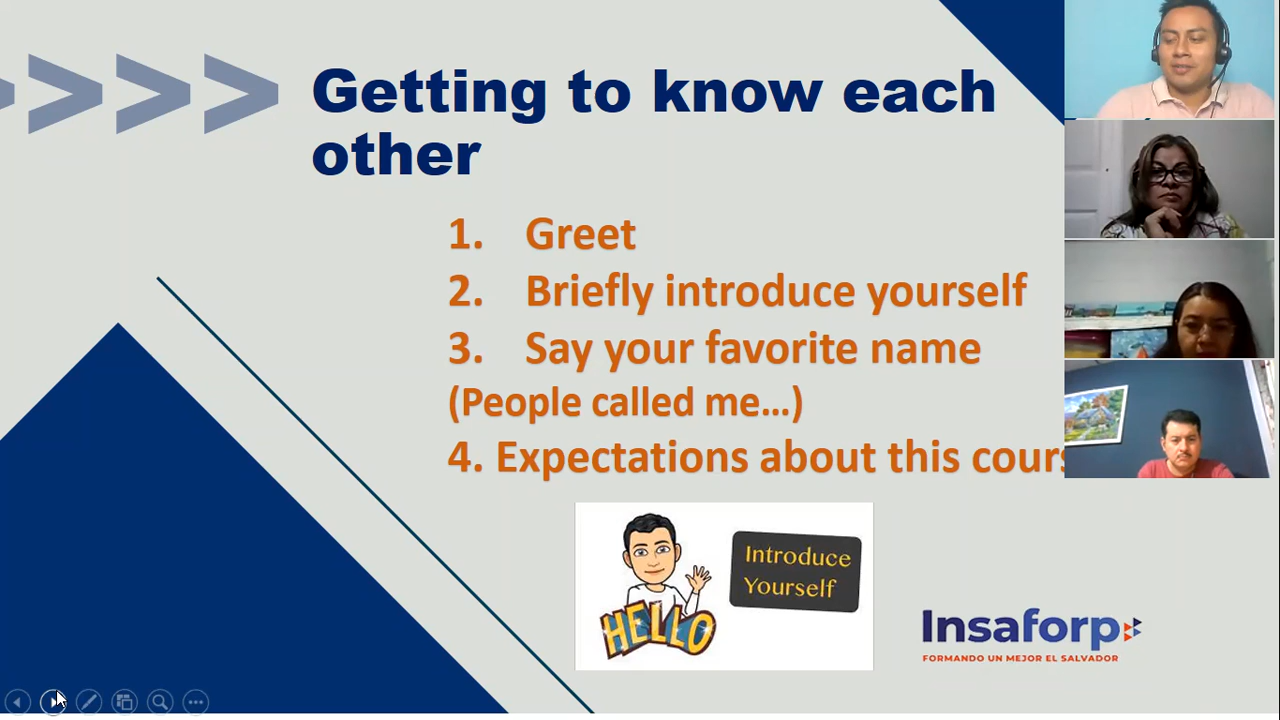 Getting to know each
other
1. Greet
2. Briefly introduce yourself
3. Say your favorite name
(People called me...)
4. Expectations about this cours
HELLO
Introduce
Yourself
Insaforp
FORMANDO UN MEJOR EL SALVADOR